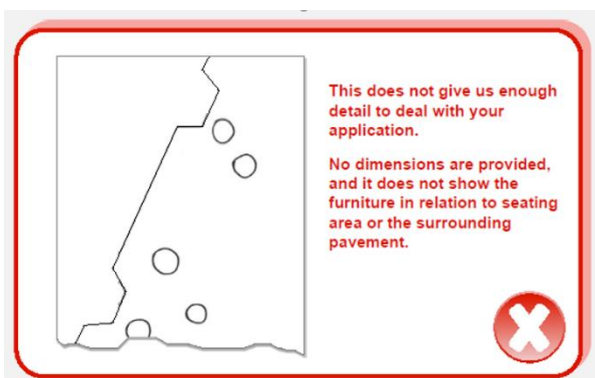 This does not give us enough
detail to deal with your
application.
No dimensions are provided,
and it does not show the
furniture in relation to seating
area or the surrounding
pavement.